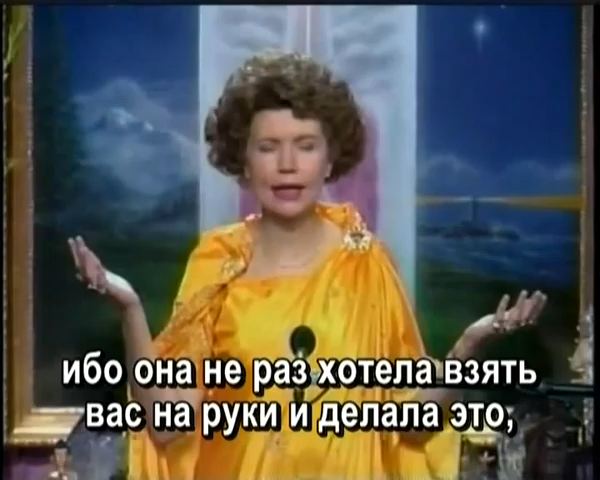 ибо она не раз хотела взять
вас на руки и делала это,